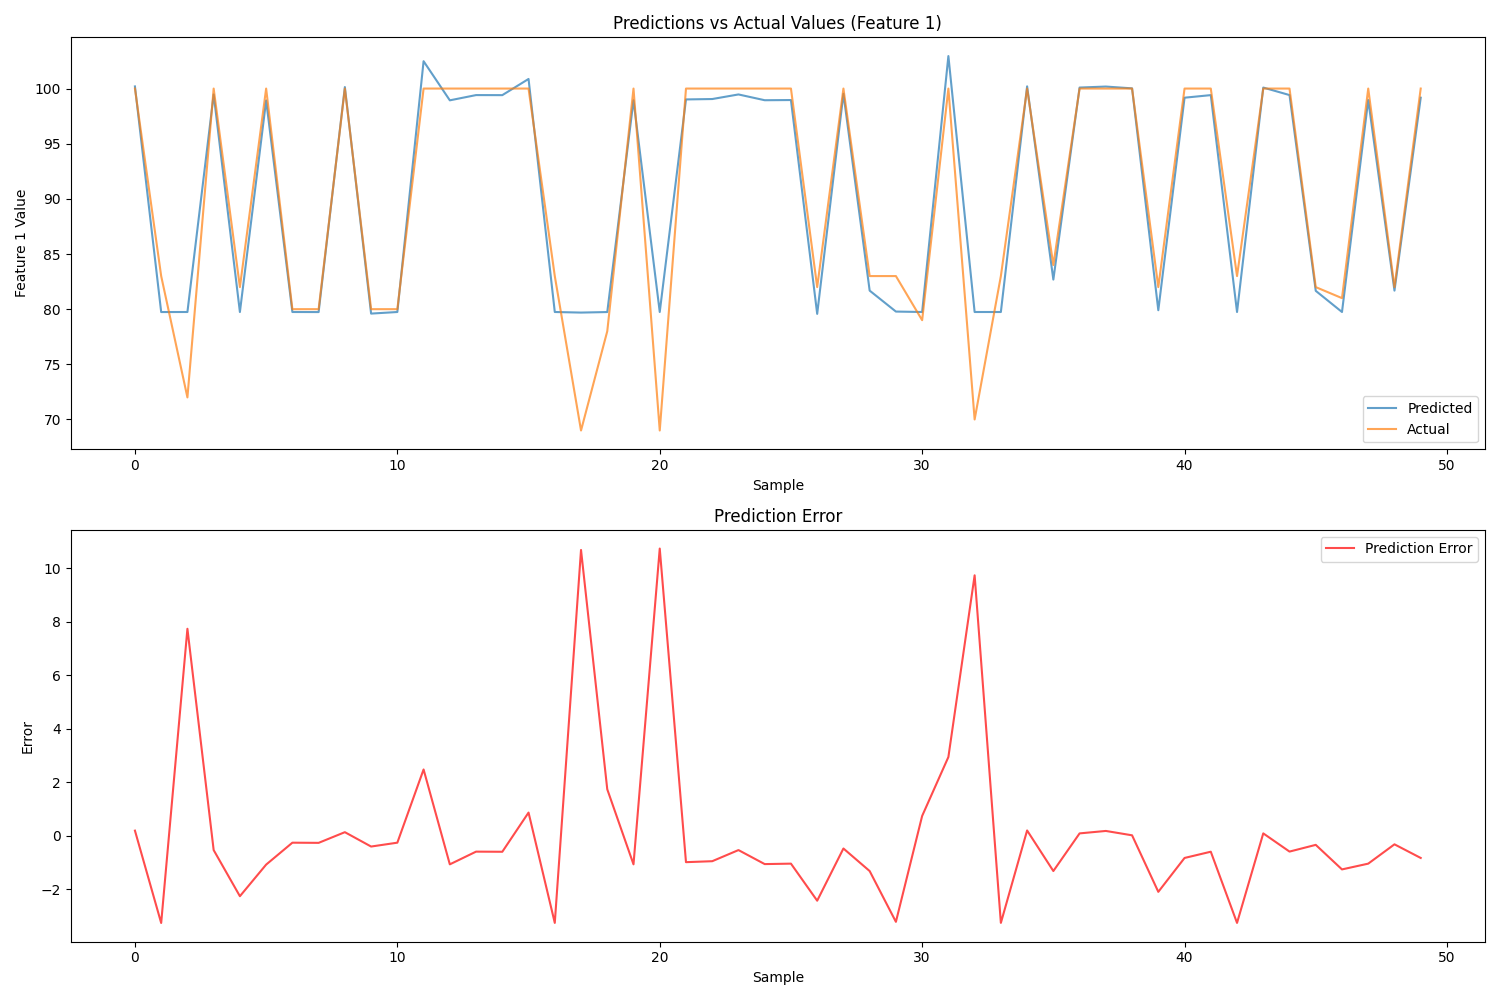 Predictions vs Actual Values (Feature 1)
Feature 1 Value
100
95
90
85
80
75
70
Predicted
Actual
0 10 20 30 40 50
Sample
Prediction Error
Error
10
8
6
4
2
0
−2
Prediction Error
0 10 20 30 40 50
Sample